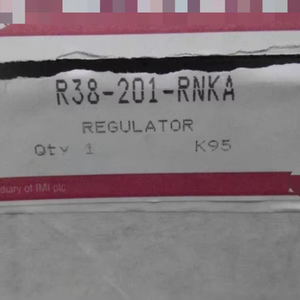 R38-201-RNKA
REGULATOR
Qty 1 K95
diary of IMI plc